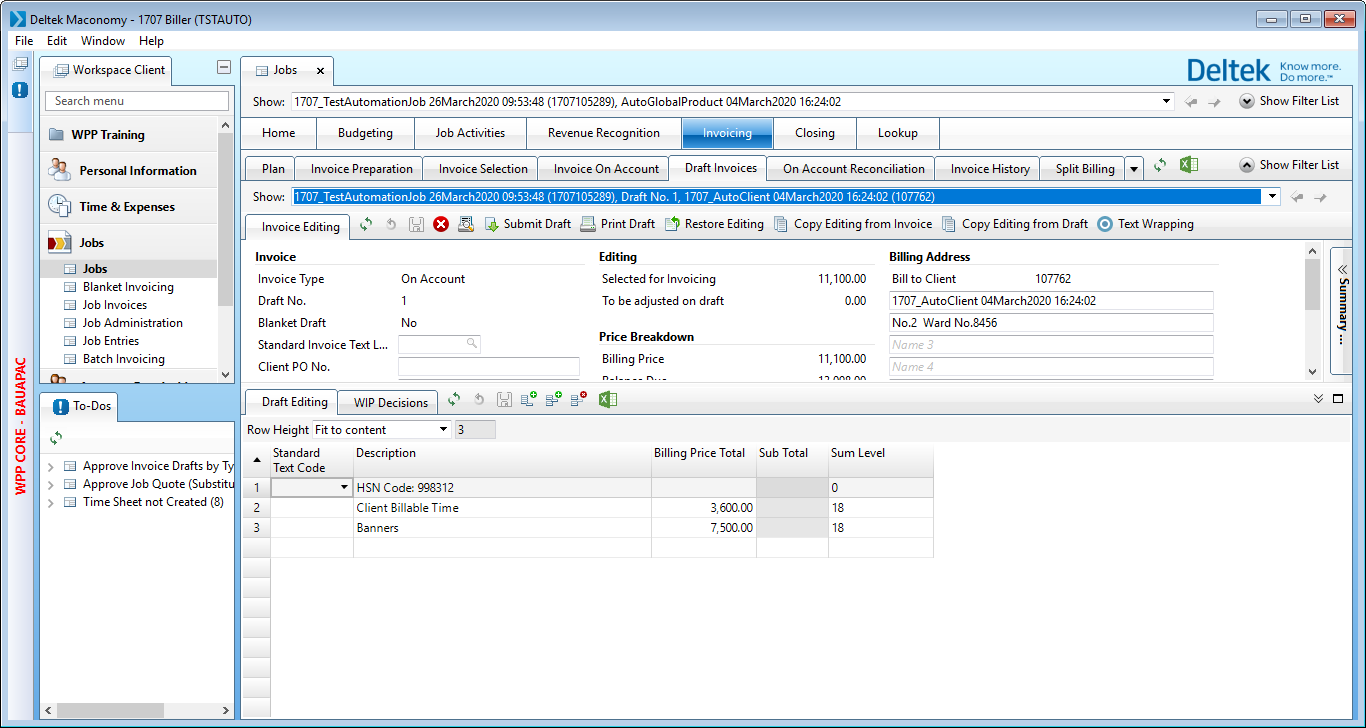 Deltek Maconomy - 1707 Biller (TSTAUTO)
File Edit Window Help
WPP CORE - BAUAPAC
Workspace Client
Search menu
WPP Training
Personal Information
Time & Expenses
Jobs
Jobs
Blanket Invoicing
Job Invoices
Job Administration
Job Entries
Batch Invoicing
To-Dos
Approve Invoice Drafts by Ty
Approve Job Quote (Substitu
Time Sheet not Created (8)
Jobs
Deltek Know more. Do more.™
Show: 1707_TestAutomationJob 26March2020 09:53:48 (1707105289), AutoGlobalProduct 04March2020 16:24:02 Show Filter List
Home Budgeting Job Activities Revenue Recognition Invoicing Closing Lookup
Plan Invoice Preparation Invoice Selection Invoice On Account Draft Invoices On Account Reconciliation Invoice History Split Billing Show Filter List
Show: 1707_TestAutomationJob 26March2020 09:53:48 (1707105289), Draft No. 1, 1707_AutoClient 04March2020 16:24:02 (107762)
Invoice Editing Submit Draft Print Draft Restore Editing Copy Editing from Invoice Copy Editing from Draft Text Wrapping
Invoice
Invoice Type On Account
Draft No. 1
Blanket Draft No
Standard Invoice Text L...
Client PO No.
Editing
Selected for Invoicing 11,100.00
To be adjusted on draft 0.00
Price Breakdown
Billing Price 11,100.00
Balance Due 13,098.00
Billing Address
Bill to Client 107762
1707_AutoClient 04March2020 16:24:02
No.2 Ward No.8456
Name 3
Name 4
Summary ...
Draft Editing WIP Decisions
Row Height Fit to content 3
Standard Text Code Description Billing Price Total Sub Total Sum Level
1 HSN Code: 998312 0
2 Client Billable Time 3,600.00 18
3 Banners 7,500.00 18